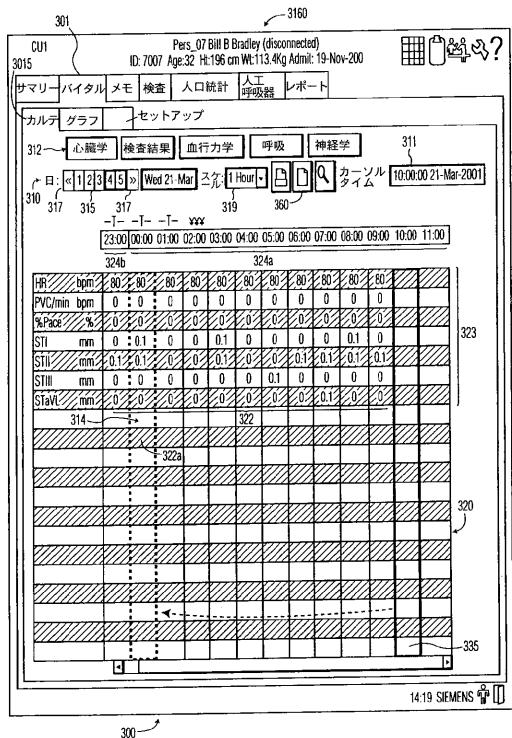 3160
301
CU1
Pers_07 Bill B Bradley (disconnected)
ID: 7007 Age:32 Ht:196 cm Wt:113.4Kg Admit: 19-Nov-200
?
3015
サマリー バイタル メモ 検査 人口統計 人工呼吸器 レポート
カルテ グラフ セットアップ
312 心臓学 検査結果 血行力学 呼吸 神経学
311
310 日: « 1 2 3 4 5 » Wed 21-Mar スケール: 1 Hour カーソルタイム 10:00:00 21-Mar-2001
317 315 317 319 360
-T- -T- -T-
23:00 00:00 01:00 02:00 03:00 04:00 05:00 06:00 07:00 08:00 09:00 10:00 11:00
324b 324a
HR bpm 80 80 80 80 80 80 80 80 80 80 80
PVC/min bpm 0 0 0 0 0 0 0 0 0 0 0
%Pace % 0 0 0 0 0 0 0 0 0 0 0
323
STI mm 0 0.1 0 0 0.1 0 0 0 0 0.1 0
STII mm 0.1 0.1 0 0 0.1 0 0 0.1 0.1 0.1 0.1
STIII mm 0 0 0 0 0 0 0.1 0 0 0 0
STaVL mm 0 0 0 0 0 0 0 0 0.1 0 0
314 322
322a
320
335
14:19 SIEMENS
300